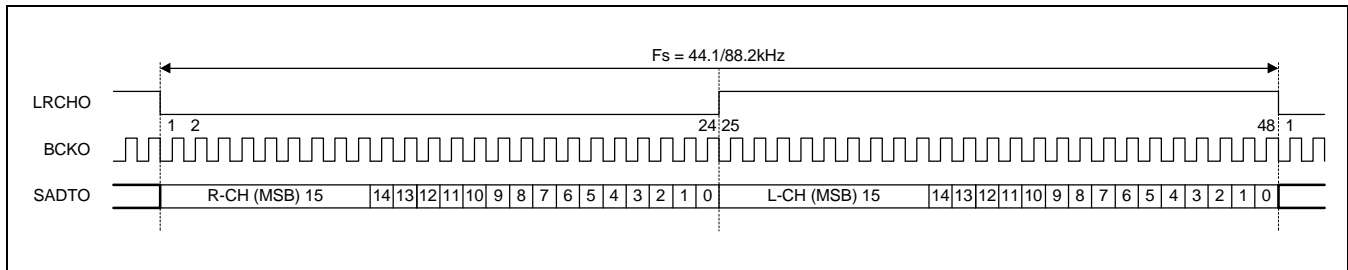 Fs = 44.1/88.2kHz
LRCHO
1 2 24 25 48 1
BCKO
SADTO R-CH (MSB) 15 14 13 12 11 10 9 8 7 6 5 4 3 2 1 0 L-CH (MSB) 15 14 13 12 11 10 9 8 7 6 5 4 3 2 1 0